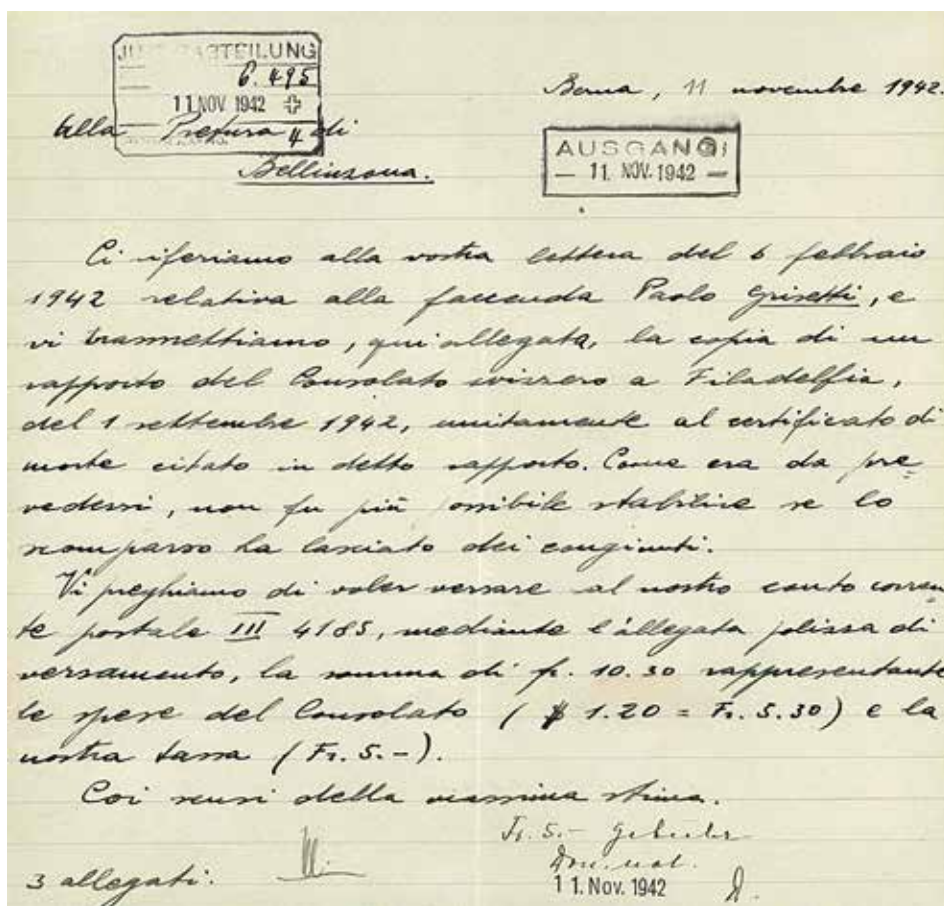 ABTEILUNG
P. 495
11 NOV 1942
4
Berna, 11 novembre 1942.
Alla Pretura di
Bellinzona.
AUSGANG
— 11. NOV. 1942 —
Ci riferiamo alla vostra lettera del 6 febbraio
1942 relativa alla faccenda Paolo Grisetti, e
vi trasmettiamo, qui allegata, la copia di un
rapporto del Consolato svizzero a Filadelfia,
del 1 settembre 1942, unitamente al certificato di
morte citato in detto rapporto. Come era da pre=
vedersi, non fu più possibile stabilire se lo
scomparso ha lasciato dei congiunti.
Vi preghiamo di voler versare al nostro conto corren
te postale III 4185, mediante l'allegata polizza di
versamento, la somma di fr. 10.30 rappresentante
le spese del Consolato ( $ 1.20 = Fr. 5.30) e la
nostra tassa ( Fr. 5.-).
Coi sensi della massima stima.
Fr. 5.-
11. Nov. 1942
3 allegati.